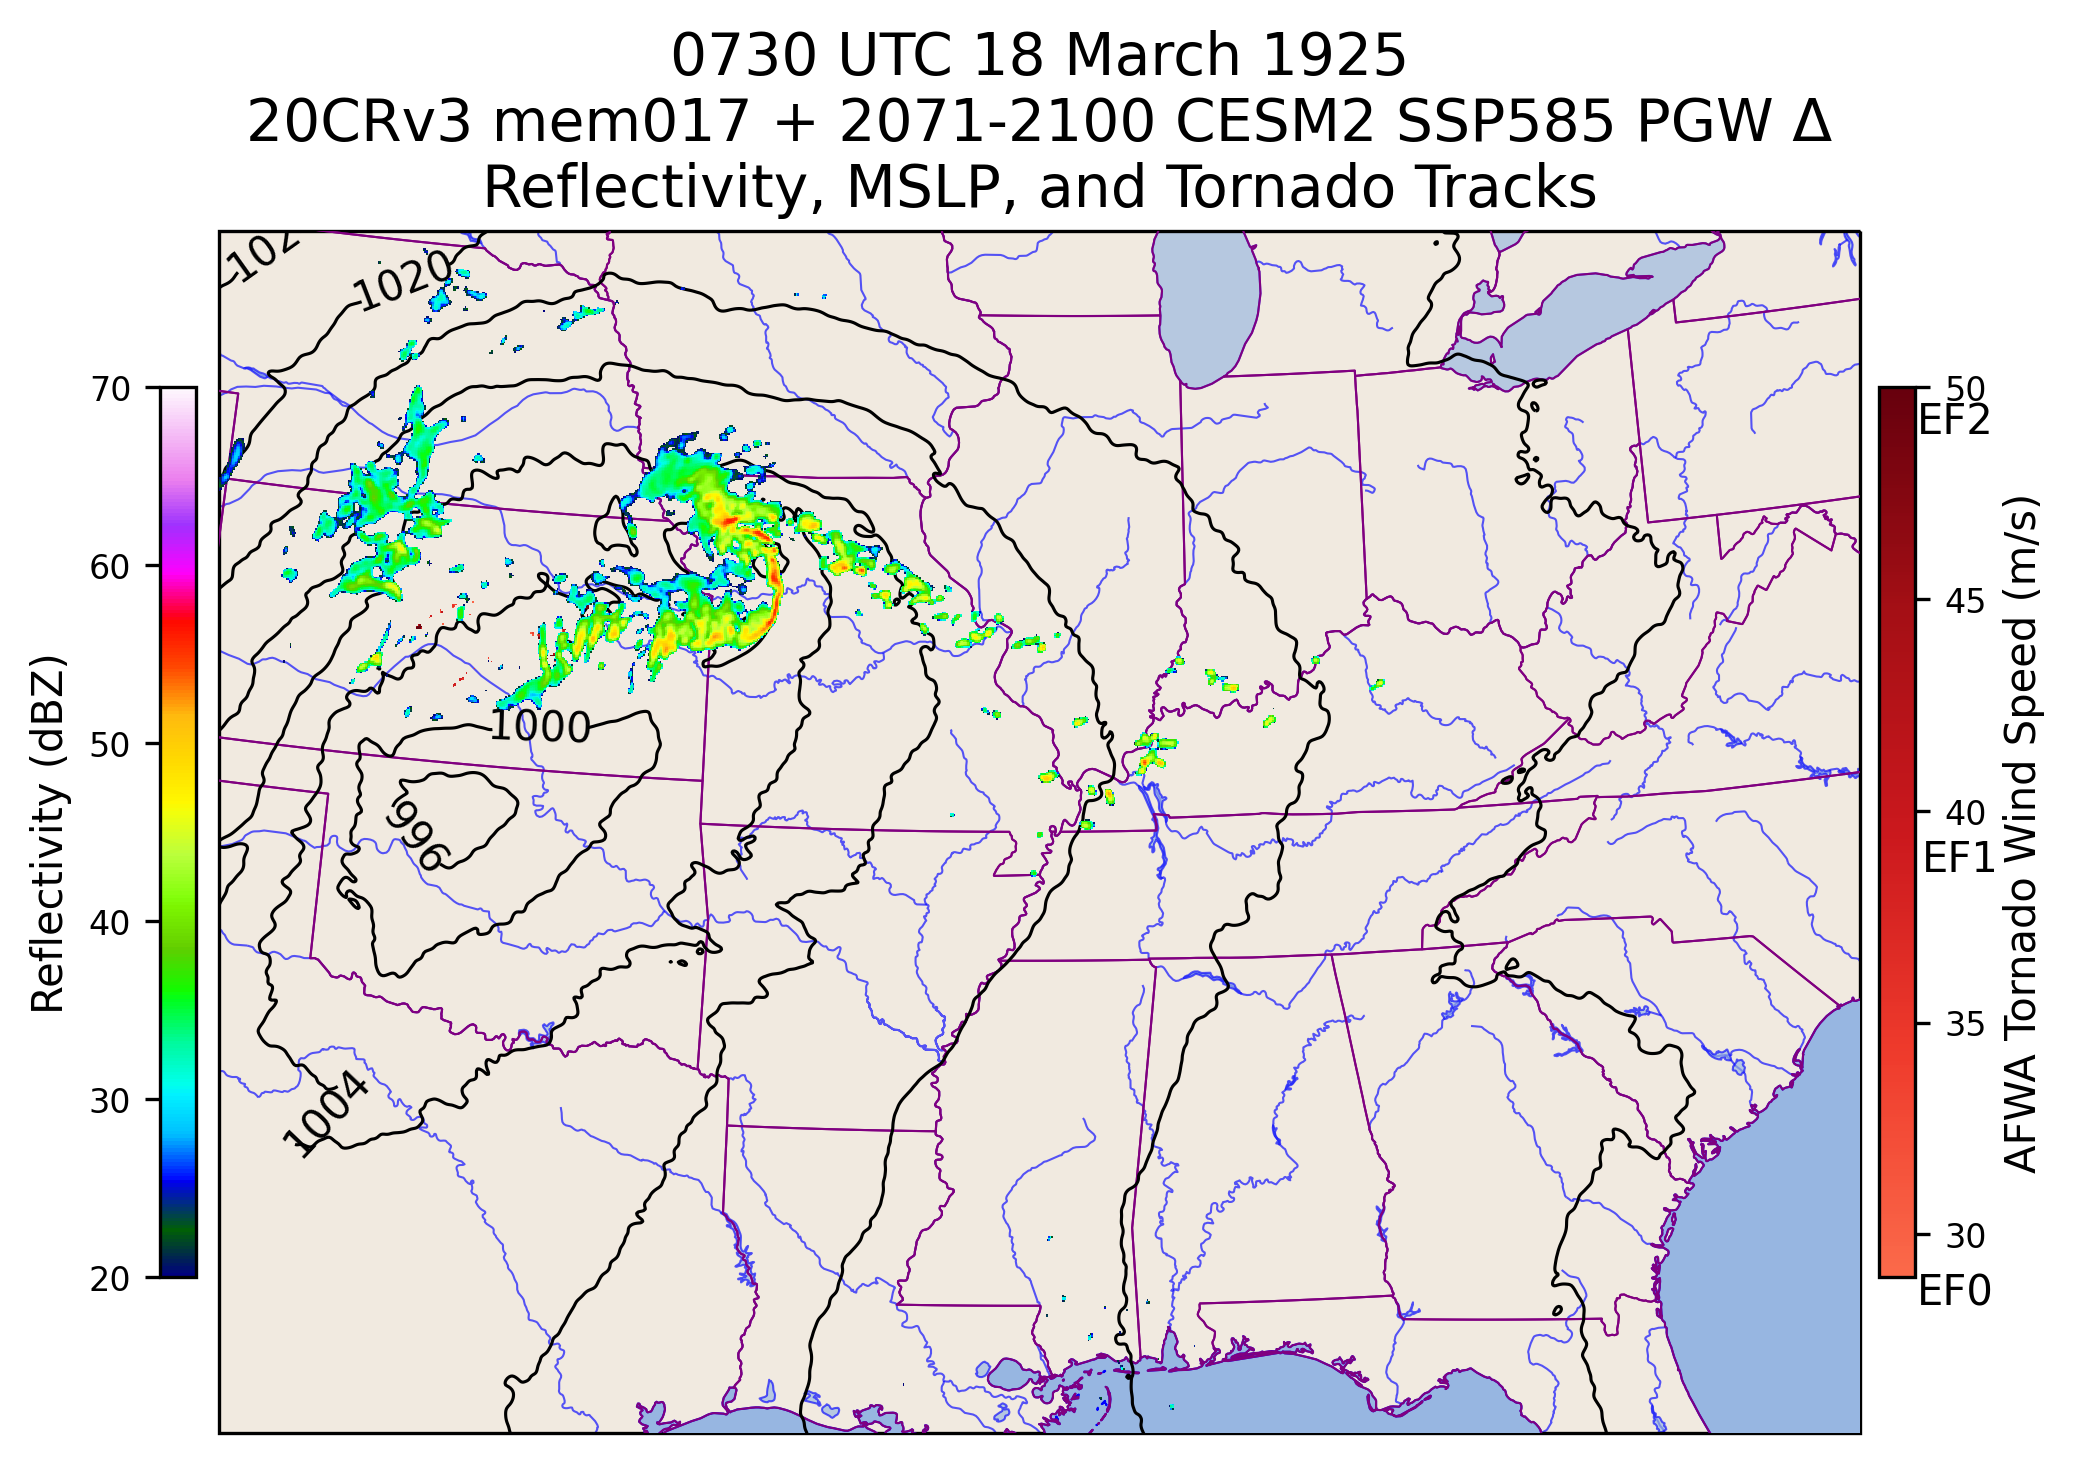 0730 UTC 18 March 1925
20CRv3 mem017 + 2071-2100 CESM2 SSP585 PGW Δ
Reflectivity, MSLP, and Tornado Tracks
102
1020
1000
996
1004
Reflectivity (dBZ)
70
60
50
40
30
20
50
EF2
45
40
EF1
35
30
EF0
AFWA Tornado Wind Speed (m/s)